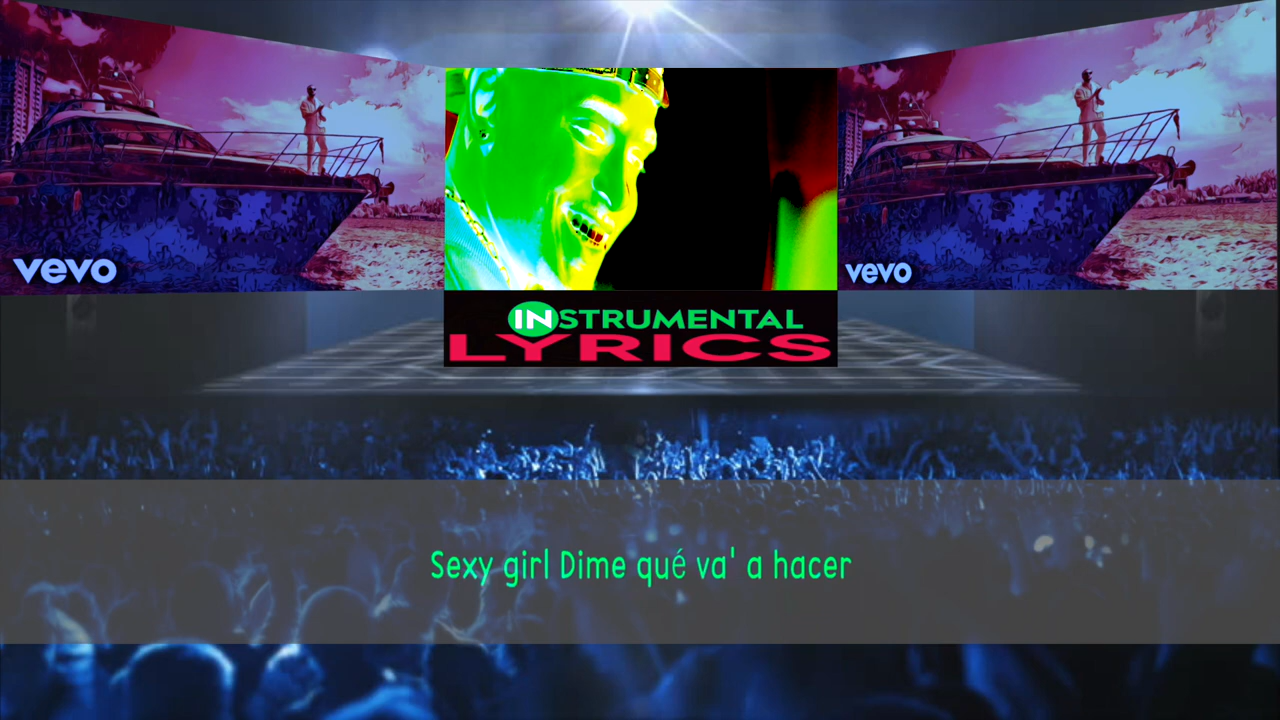 vevo
vevo
INSTRUMENTAL
LYRICS
Sexy girl Dime qué va' a hacer